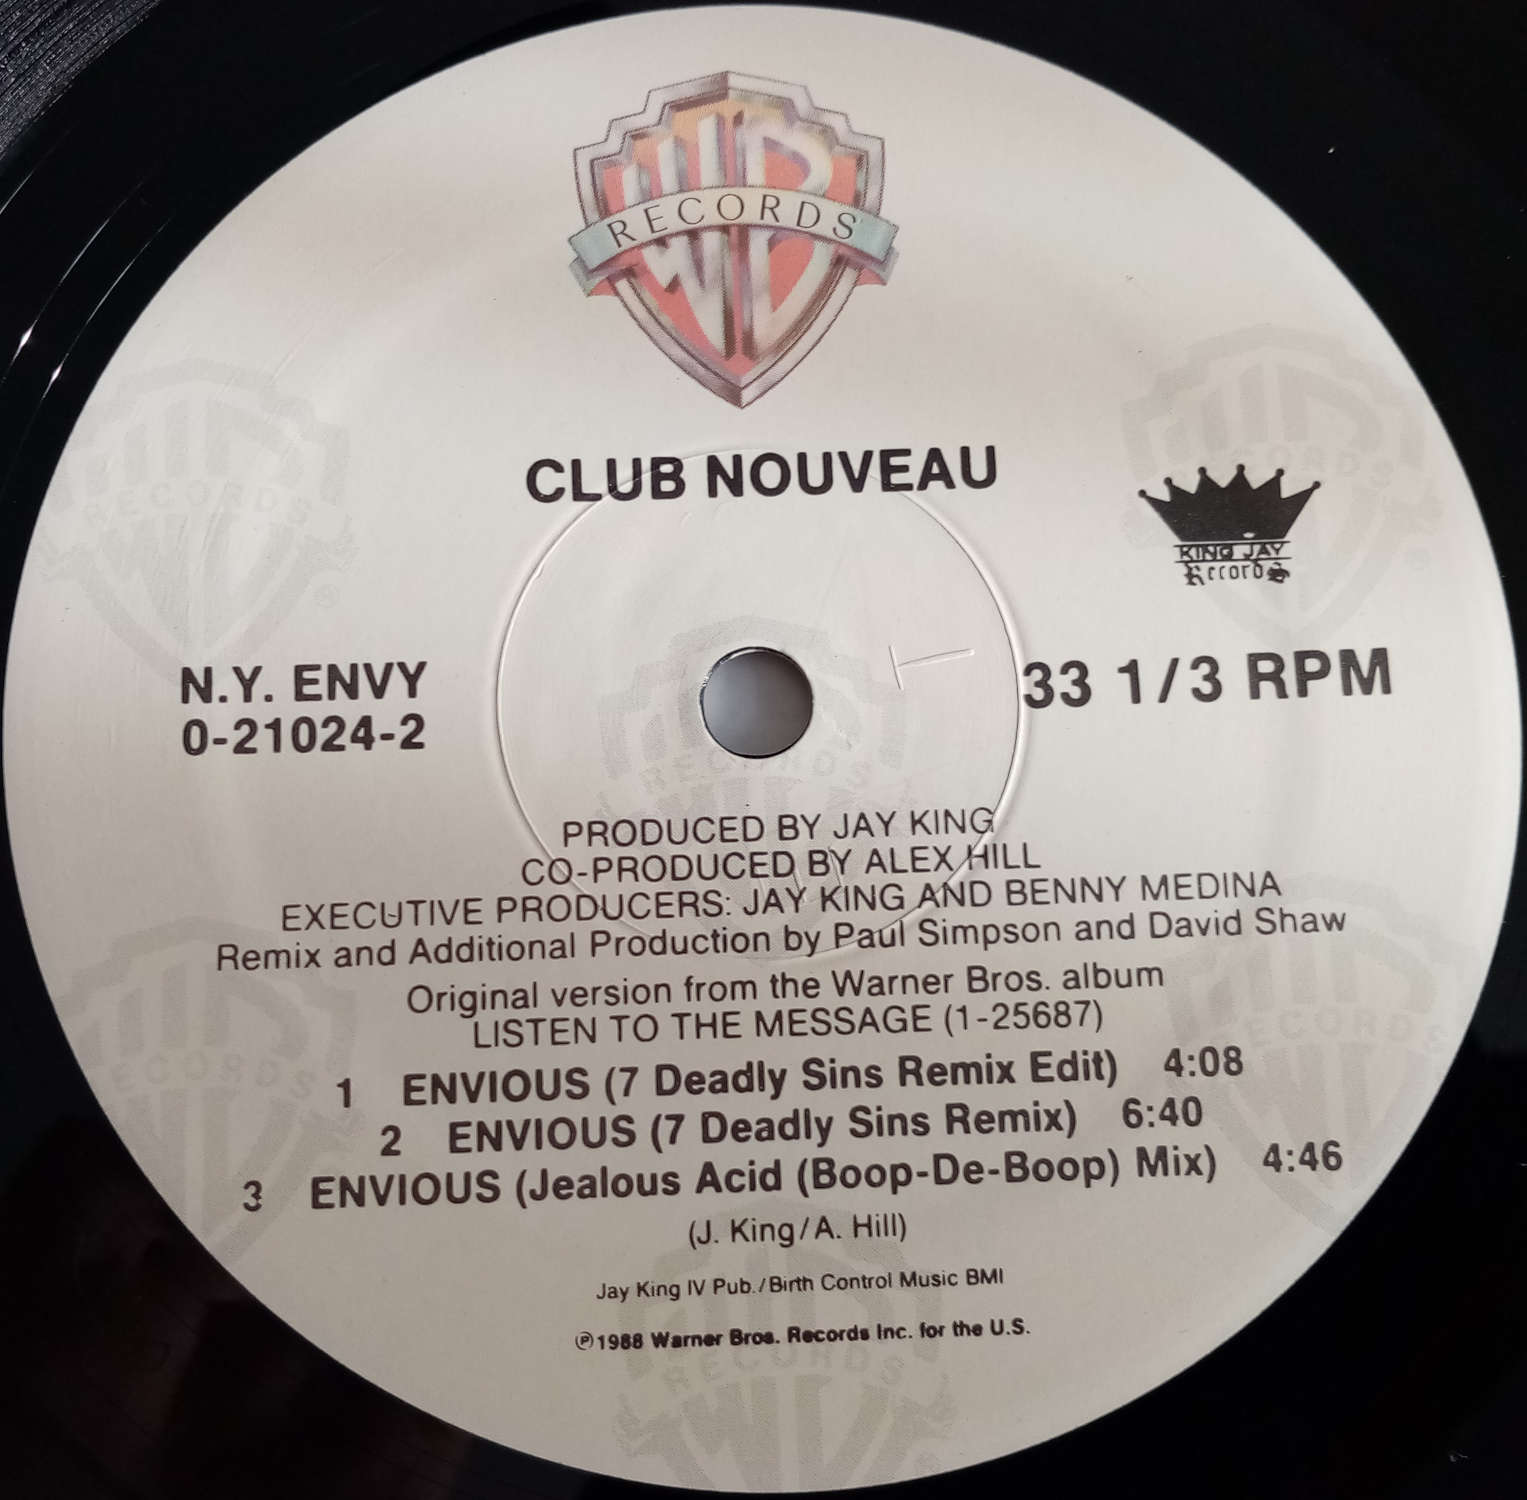 WB
RECORDS
CLUB NOUVEAU
KING JAY
Records
N.Y. ENVY
0-21024-2
33 1/3 RPM
PRODUCED BY JAY KING
CO-PRODUCED BY ALEX HILL
EXECUTIVE PRODUCERS: JAY KING AND BENNY MEDINA
Remix and Additional Production by Paul Simpson and David Shaw
Original version from the Warner Bros. album
LISTEN TO THE MESSAGE (1-25687)
1 ENVIOUS (7 Deadly Sins Remix Edit) 4:08
2 ENVIOUS (7 Deadly Sins Remix) 6:40
3 ENVIOUS (Jealous Acid (Boop-De-Boop) Mix) 4:46
(J. King/A. Hill)
Jay King IV Pub./Birth Control Music BMI
℗1988 Warner Bros. Records Inc. for the U.S.